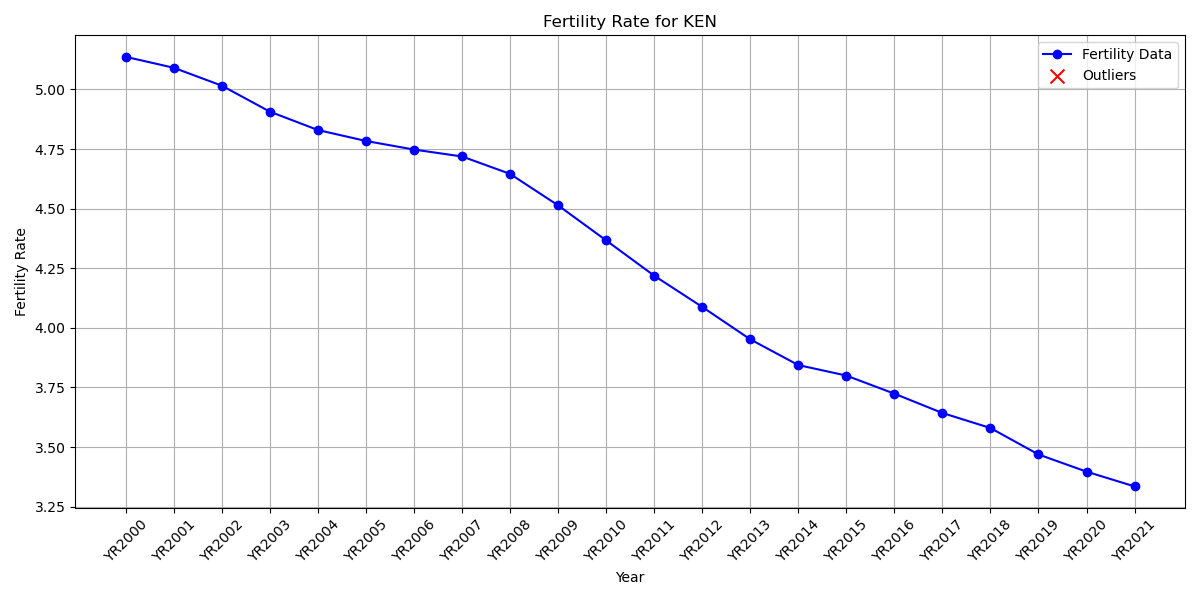 Fertility Rate for KEN
Fertility Data
Outliers
Fertility Rate
5.00
4.75
4.50
4.25
4.00
3.75
3.50
3.25
YR2000
YR2001
YR2002
YR2003
YR2004
YR2005
YR2006
YR2007
YR2008
YR2009
YR2010
YR2011
YR2012
YR2013
YR2014
YR2015
YR2016
YR2017
YR2018
YR2019
YR2020
YR2021
Year